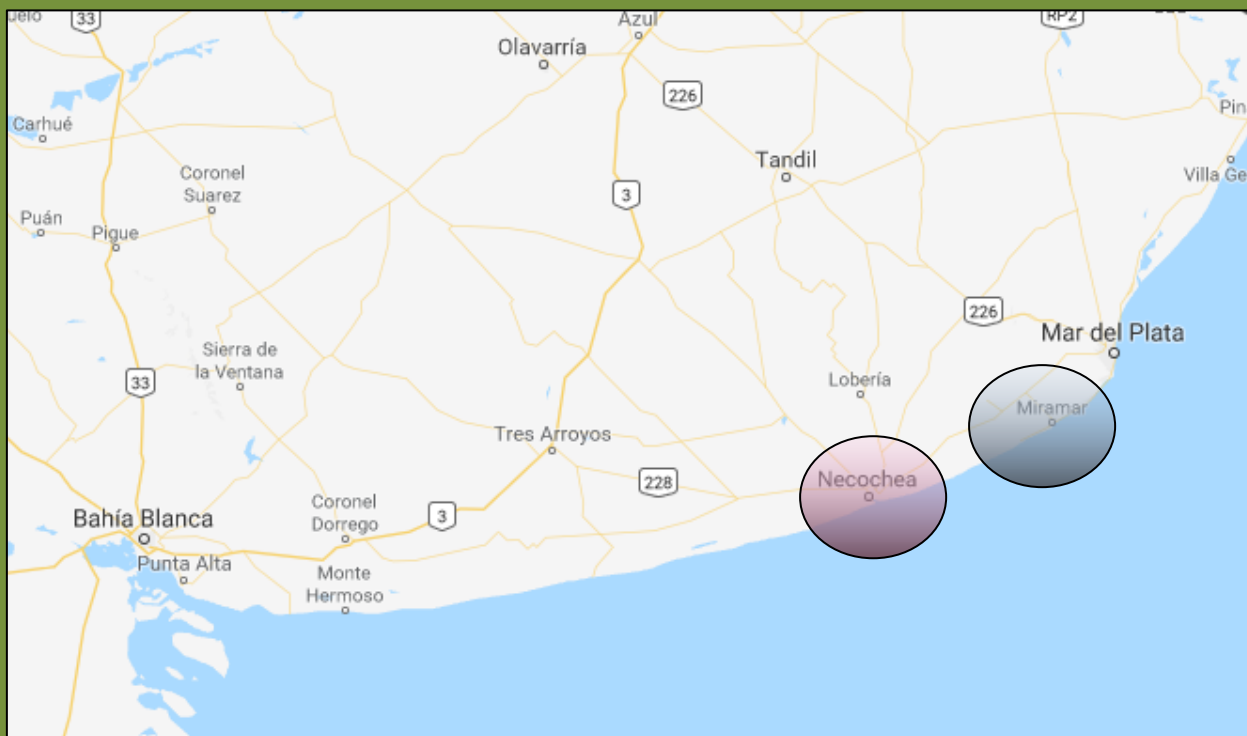 33
Azul
RP2
Olavarría
226
Pin
Carhué
Tandil
Coronel
Suarez
Villa Ge
3
Puán
Pigue
226
Mar del Plata
Sierra de
la Ventana
33
Lobería
Miramar
Tres Arroyos
228
Necochea
Coronel
Dorrego
3
Bahía Blanca
Punta Alta
Monte
Hermoso